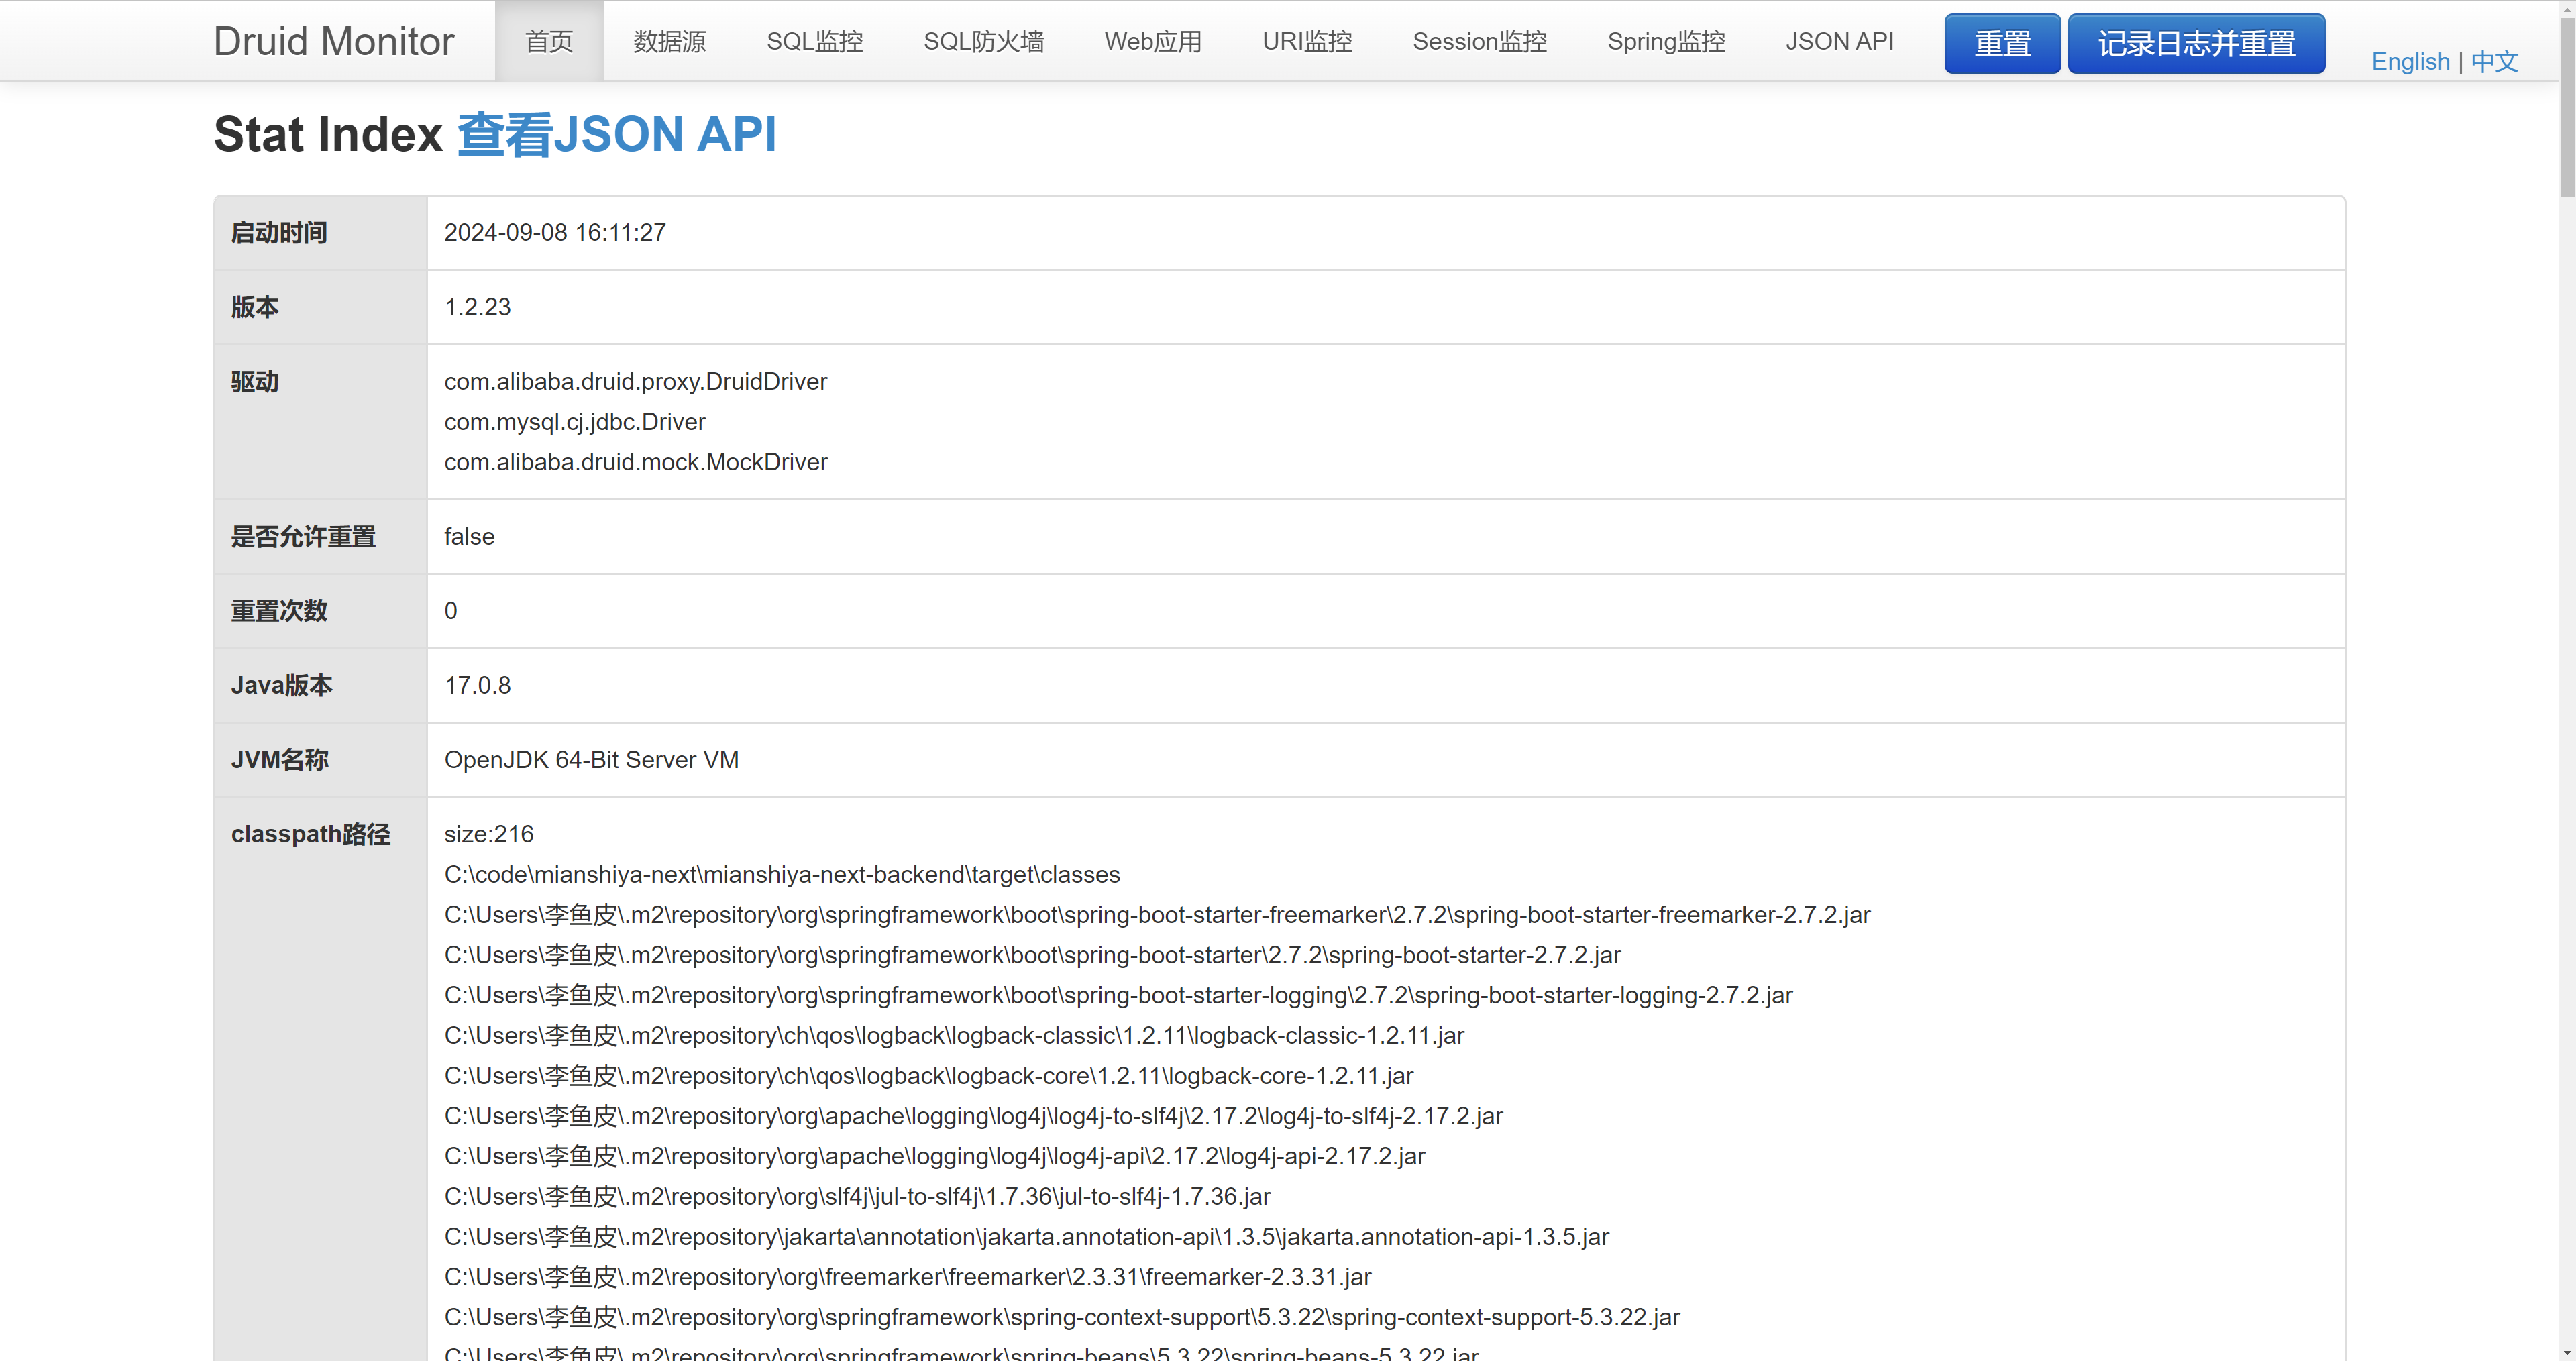 Druid Monitor 首页 数据源 SQL监控 SQL防火墙 Web应用 URI监控 Session监控 Spring监控 JSON API 重置 记录日志并重置 English | 中文
Stat Index 查看JSON API
启动时间 2024-09-08 16:11:27
版本 1.2.23
驱动 com.alibaba.druid.proxy.DruidDriver
com.mysql.cj.jdbc.Driver
com.alibaba.druid.mock.MockDriver
是否允许重置 false
重置次数 0
Java版本 17.0.8
JVM名称 OpenJDK 64-Bit Server VM
classpath路径 size:216
C:\code\mianshiya-next\mianshiya-next-backend\target\classes
C:\Users\李鱼皮\.m2\repository\org\springframework\boot\spring-boot-starter-freemarker\2.7.2\spring-boot-starter-freemarker-2.7.2.jar
C:\Users\李鱼皮\.m2\repository\org\springframework\boot\spring-boot-starter\2.7.2\spring-boot-starter-2.7.2.jar
C:\Users\李鱼皮\.m2\repository\org\springframework\boot\spring-boot-starter-logging\2.7.2\spring-boot-starter-logging-2.7.2.jar
C:\Users\李鱼皮\.m2\repository\ch\qos\logback\logback-classic\1.2.11\logback-classic-1.2.11.jar
C:\Users\李鱼皮\.m2\repository\ch\qos\logback\logback-core\1.2.11\logback-core-1.2.11.jar
C:\Users\李鱼皮\.m2\repository\org\apache\logging\log4j\log4j-to-slf4j\2.17.2\log4j-to-slf4j-2.17.2.jar
C:\Users\李鱼皮\.m2\repository\org\apache\logging\log4j\log4j-api\2.17.2\log4j-api-2.17.2.jar
C:\Users\李鱼皮\.m2\repository\org\slf4j\jul-to-slf4j\1.7.36\jul-to-slf4j-1.7.36.jar
C:\Users\李鱼皮\.m2\repository\jakarta\annotation\jakarta.annotation-api\1.3.5\jakarta.annotation-api-1.3.5.jar
C:\Users\李鱼皮\.m2\repository\org\freemarker\freemarker\2.3.31\freemarker-2.3.31.jar
C:\Users\李鱼皮\.m2\repository\org\springframework\spring-context-support\5.3.22\spring-context-support-5.3.22.jar
C:\Users\李鱼皮\.m2\repository\org\springframework\spring-beans\5.3.22\spring-beans-5.3.22.jar